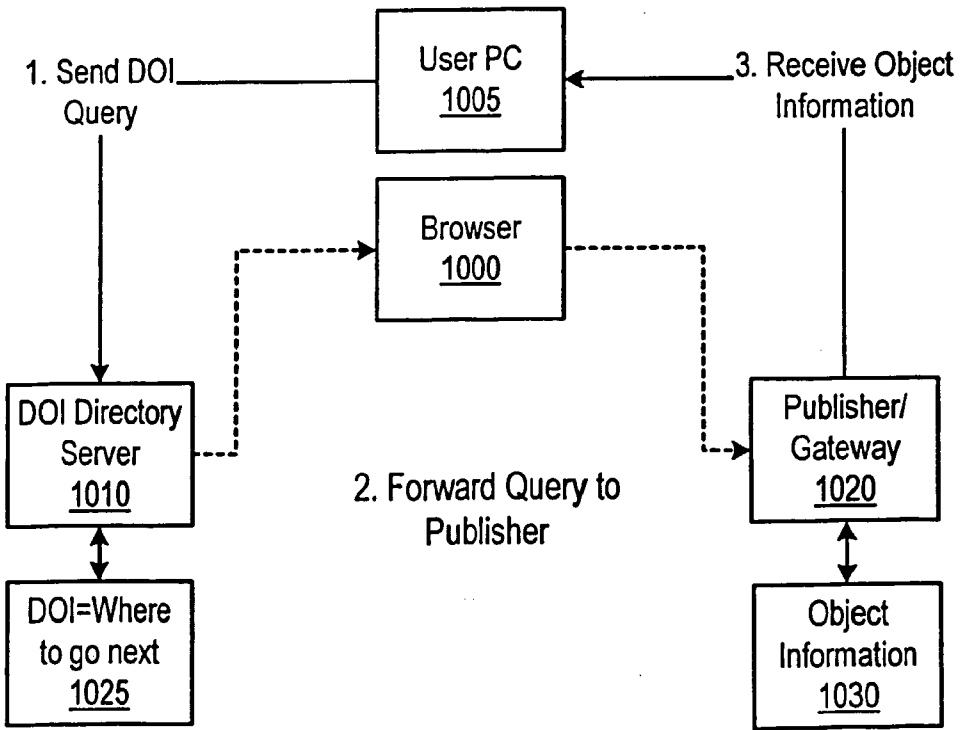 1. Send DOI
Query
User PC
1005
3. Receive Object
Information
Browser
1000
DOI Directory
Server
1010
2. Forward Query to
Publisher
Publisher/
Gateway
1020
DOI=Where
to go next
1025
Object
Information
1030